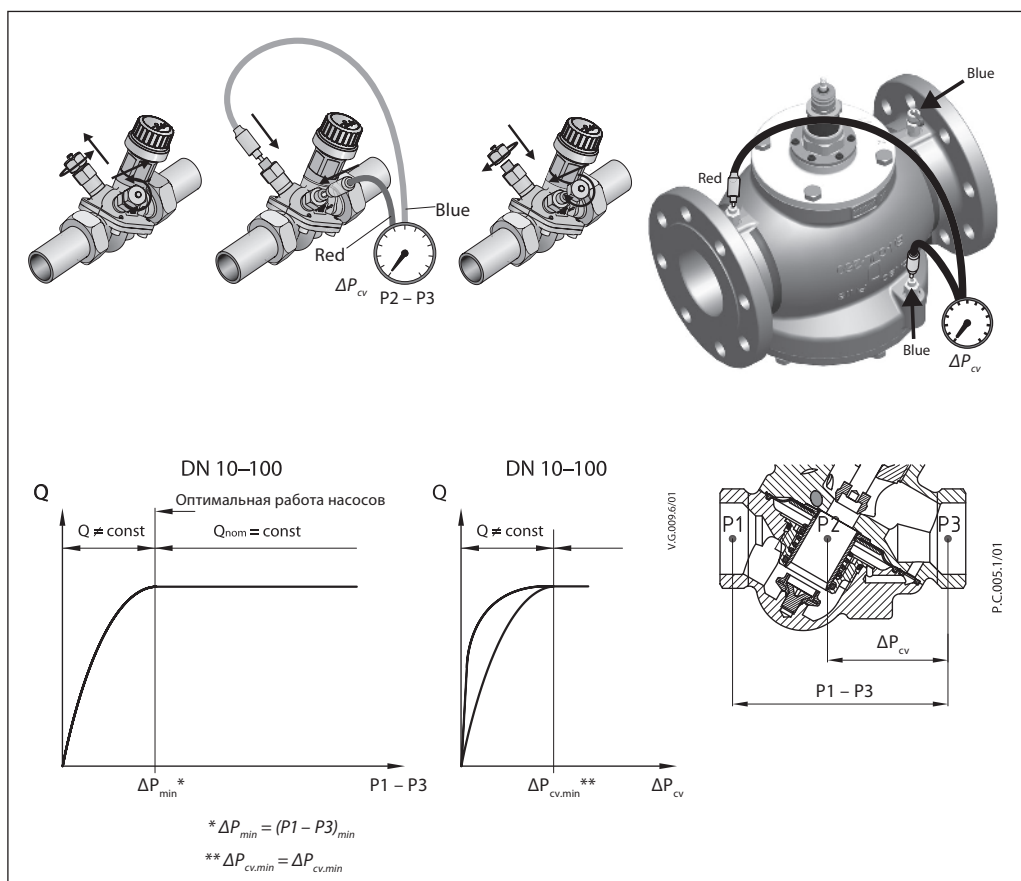 Blue
Red
ΔPcv
P2 – P3
Blue
Red
Blue
ΔPcv
DN 10–100
Q
Оптимальная работа насосов
Q ≠ const
Qnom = const
ΔPmin*
P1 – P3
DN 10–100
Q
Q ≠ const
ΔPcv.min**
ΔPcv
V.G.009.6/01
P1
P2
P3
ΔPcv
P1 – P3
P.C.005.1/01
* ΔPmin = (P1 – P3)min
** ΔPcv.min = ΔPcv.min